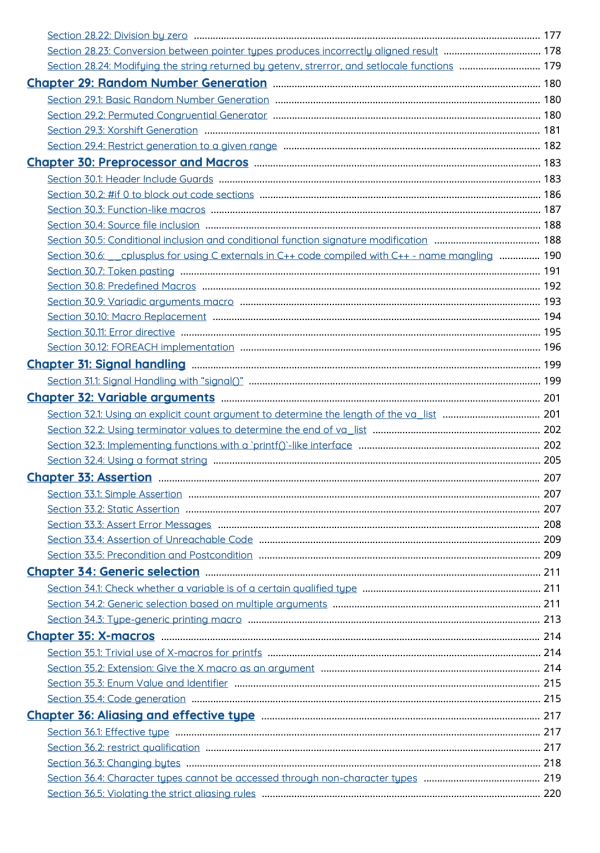 Section 28.22: Division by zero ................ 177
Section 28.23: Conversion between pointer types produces incorrectly aligned result ................ 178
Section 28.24: Modifying the string returned by getenv, strerror, and setlocale functions ................ 179
Chapter 29: Random Number Generation ................ 180
Section 29.1: Basic Random Number Generation ................ 180
Section 29.2: Permuted Congruential Generator ................ 180
Section 29.3: Xorshift Generation ................ 181
Section 29.4: Restrict generation to a given range ................ 182
Chapter 30: Preprocessor and Macros ................ 183
Section 30.1: Header Include Guards ................ 183
Section 30.2: #if 0 to block out code sections ................ 186
Section 30.3: Function-like macros ................ 187
Section 30.4: Source file inclusion ................ 188
Section 30.5: Conditional inclusion and conditional function signature modification ................ 188
Section 30.6: __cplusplus for using C externals in C++ code compiled with C++ - name mangling ................ 190
Section 30.7: Token pasting ................ 191
Section 30.8: Predefined Macros ................ 192
Section 30.9: Variadic arguments macro ................ 193
Section 30.10: Macro Replacement ................ 194
Section 30.11: Error directive ................ 195
Section 30.12: FOREACH implementation ................ 196
Chapter 31: Signal handling ................ 199
Section 31.1: Signal Handling with “signal()” ................ 199
Chapter 32: Variable arguments ................ 201
Section 32.1: Using an explicit count argument to determine the length of the va_list ................ 201
Section 32.2: Using terminator values to determine the end of va_list ................ 202
Section 32.3: Implementing functions with a `printf()`-like interface ................ 202
Section 32.4: Using a format string ................ 205
Chapter 33: Assertion ................ 207
Section 33.1: Simple Assertion ................ 207
Section 33.2: Static Assertion ................ 207
Section 33.3: Assert Error Messages ................ 208
Section 33.4: Assertion of Unreachable Code ................ 209
Section 33.5: Precondition and Postcondition ................ 209
Chapter 34: Generic selection ................ 211
Section 34.1: Check whether a variable is of a certain qualified type ................ 211
Section 34.2: Generic selection based on multiple arguments ................ 211
Section 34.3: Type-generic printing macro ................ 213
Chapter 35: X-macros ................ 214
Section 35.1: Trivial use of X-macros for printfs ................ 214
Section 35.2: Extension: Give the X macro as an argument ................ 214
Section 35.3: Enum Value and Identifier ................ 215
Section 35.4: Code generation ................ 215
Chapter 36: Aliasing and effective type ................ 217
Section 36.1: Effective type ................ 217
Section 36.2: restrict qualification ................ 217
Section 36.3: Changing bytes ................ 218
Section 36.4: Character types cannot be accessed through non-character types ................ 219
Section 36.5: Violating the strict aliasing rules ................ 220